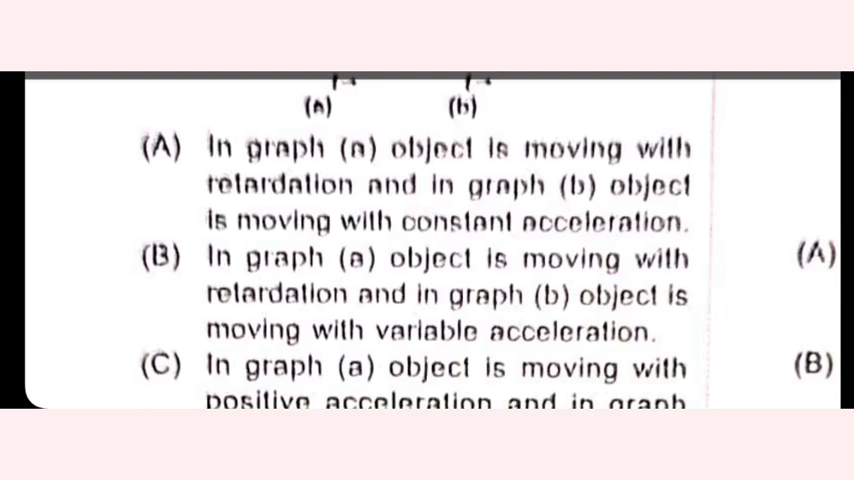 (a) (b)
(A) In graph (a) object is moving with
retardation and in graph (b) object
is moving with constant acceleration.
(B) In graph (a) object is moving with
retardation and in graph (b) object is
moving with variable acceleration.
(C) In graph (a) object is moving with
positive acceleration and in graph
(A)
(B)